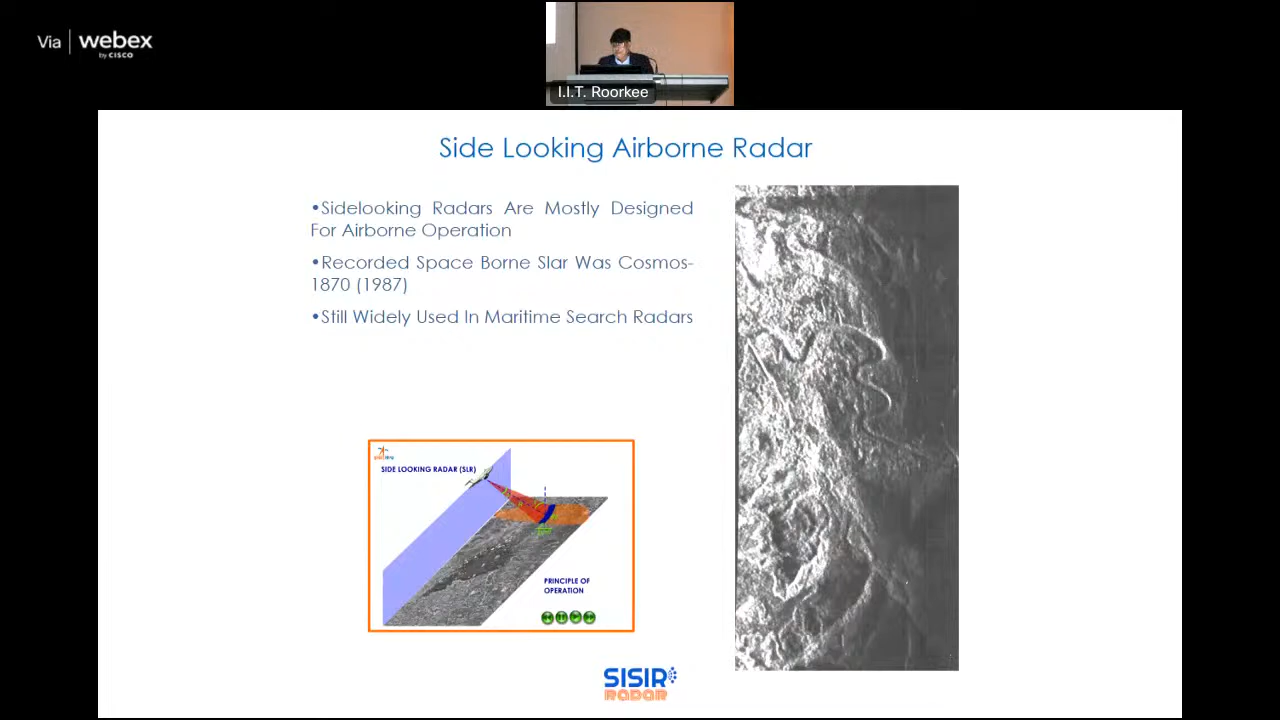 Via webex
by CISCO
I.I.T. Roorkee
Side Looking Airborne Radar
•Sidelooking Radars Are Mostly Designed
For Airborne Operation
•Recorded Space Borne Slar Was Cosmos-
1870 (1987)
•Still Widely Used In Maritime Search Radars
SIDE LOOKING RADAR (SLR)
PRINCIPLE OF
OPERATION
SISIR
RADAR